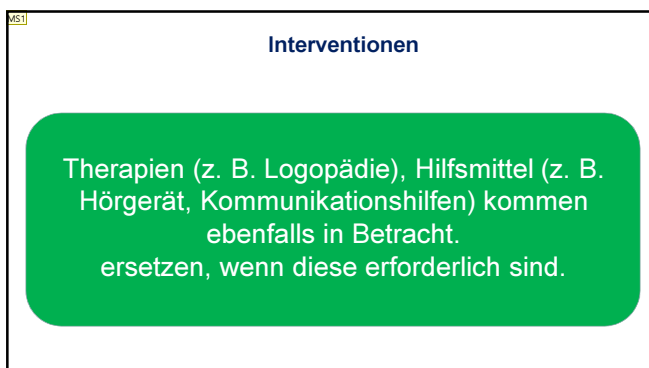 MS1
Interventionen
Therapien (z. B. Logopädie), Hilfsmittel (z. B.
Hörgerät, Kommunikationshilfen) kommen
ebenfalls in Betracht.
ersetzen, wenn diese erforderlich sind.